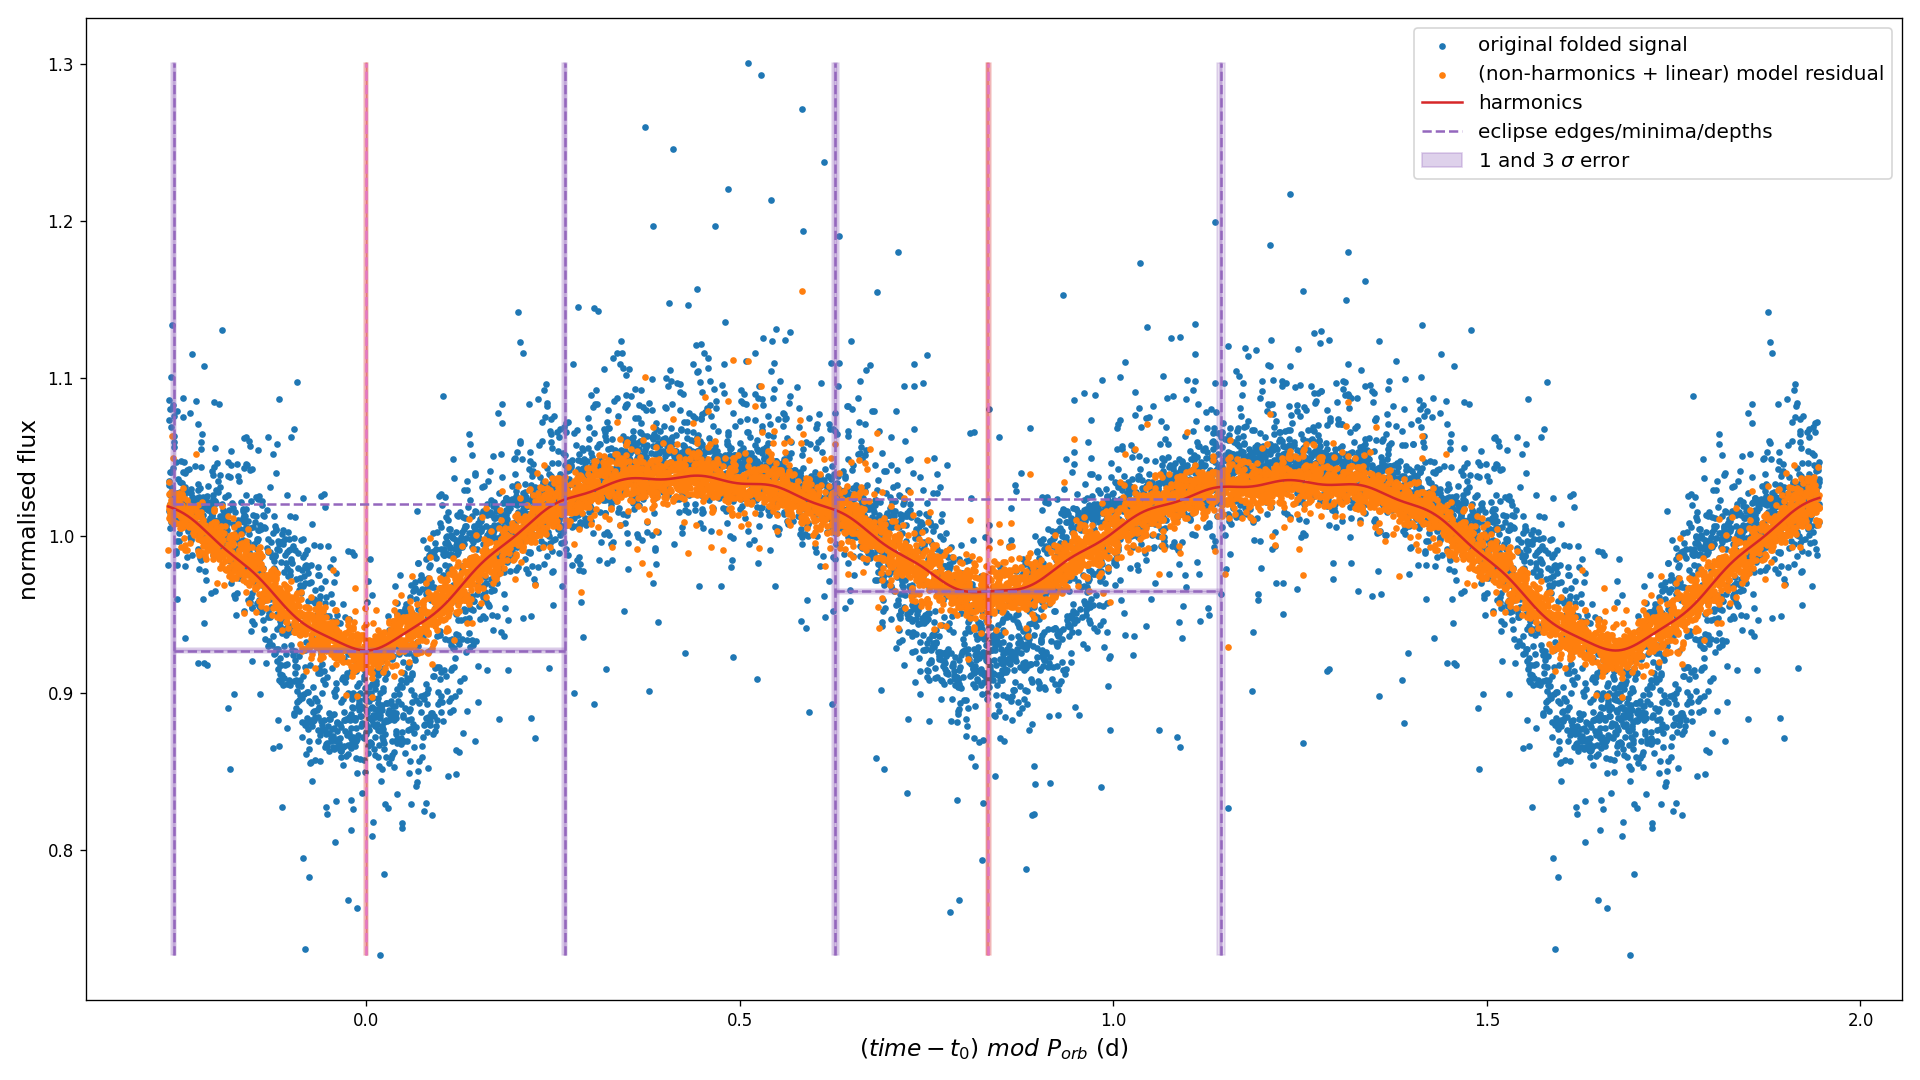 original folded signal
(non-harmonics + linear) model residual
harmonics
eclipse edges/minima/depths
1 and 3 σ error
normalised flux
1.3
1.2
1.1
1.0
0.9
0.8
0.0 0.5 1.0 1.5 2.0
(time − t₀) mod Pₒᵣᵦ (d)